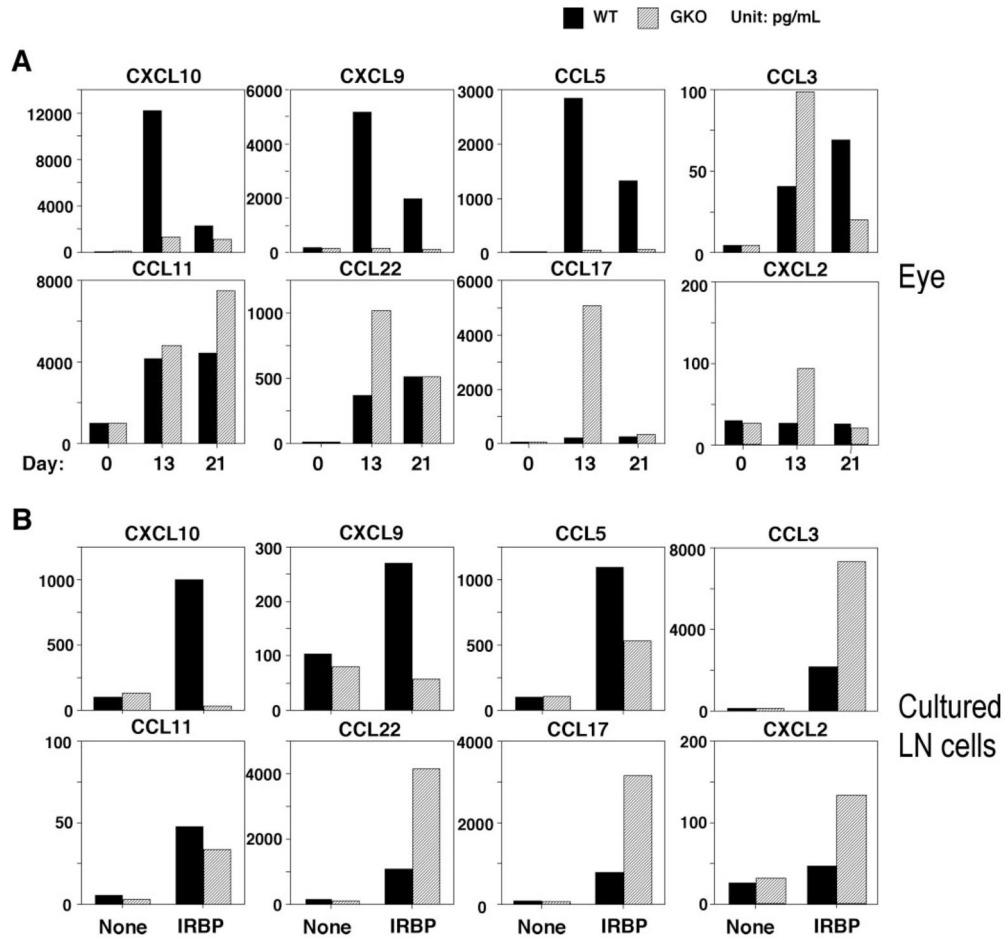 WT GKO Unit: pg/mL
A
CXCL10 CXCL9 CCL5 CCL3
12000 8000 4000 0
6000 4000 2000 0
3000 2000 1000 0
100 50 0
Eye
CCL11 CCL22 CCL17 CXCL2
8000 4000 0
1000 500 0
6000 4000 2000 0
200 100 0
Day: 0 13 21 0 13 21 0 13 21 0 13 21
B
CXCL10 CXCL9 CCL5 CCL3
1000 500 0
300 200 100 0
1000 500 0
8000 4000 0
Cultured
LN cells
CCL11 CCL22 CCL17 CXCL2
100 50 0
4000 2000 0
4000 2000 0
200 100 0
None IRBP None IRBP None IRBP None IRBP